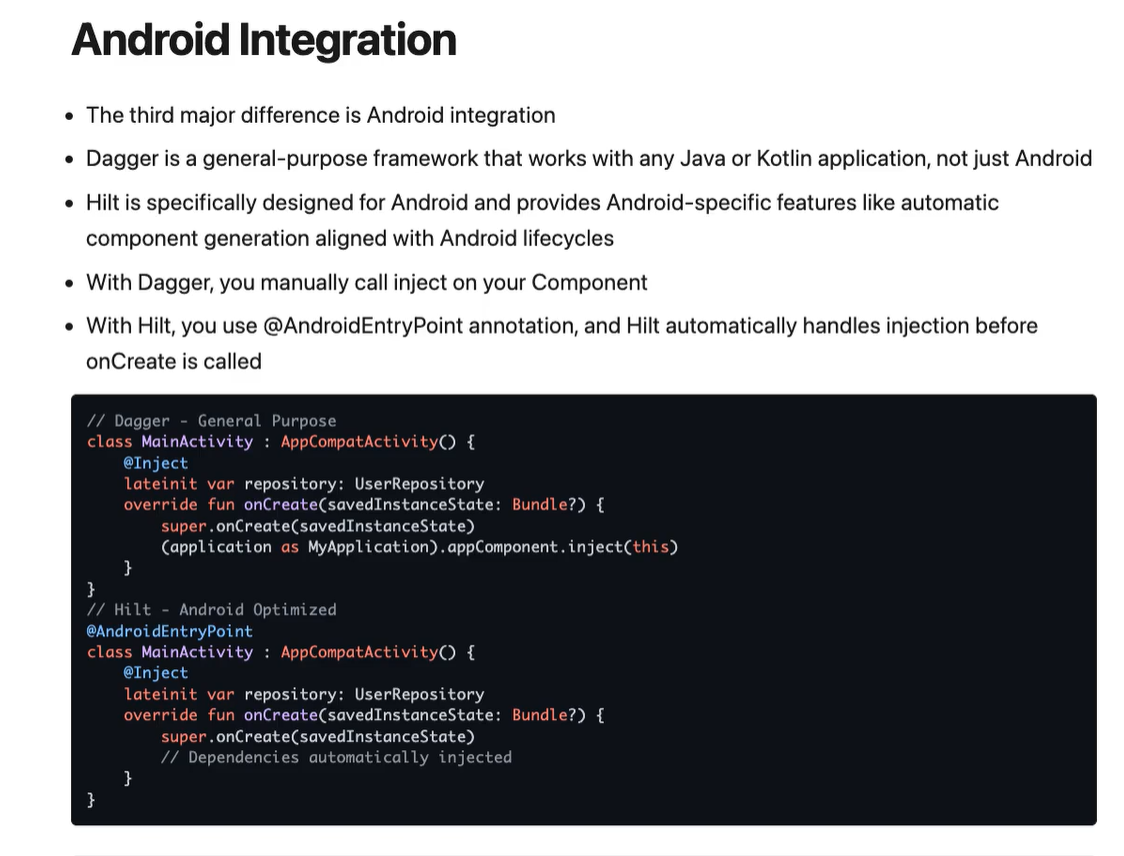 Android Integration
• The third major difference is Android integration
• Dagger is a general-purpose framework that works with any Java or Kotlin application, not just Android
• Hilt is specifically designed for Android and provides Android-specific features like automatic
component generation aligned with Android lifecycles
• With Dagger, you manually call inject on your Component
• With Hilt, you use @AndroidEntryPoint annotation, and Hilt automatically handles injection before
onCreate is called
// Dagger - General Purpose
class MainActivity : AppCompatActivity() {
    @Inject
    lateinit var repository: UserRepository
    override fun onCreate(savedInstanceState: Bundle?) {
        super.onCreate(savedInstanceState)
        (application as MyApplication).appComponent.inject(this)
    }
}
// Hilt - Android Optimized
@AndroidEntryPoint
class MainActivity : AppCompatActivity() {
    @Inject
    lateinit var repository: UserRepository
    override fun onCreate(savedInstanceState: Bundle?) {
        super.onCreate(savedInstanceState)
        // Dependencies automatically injected
    }
}